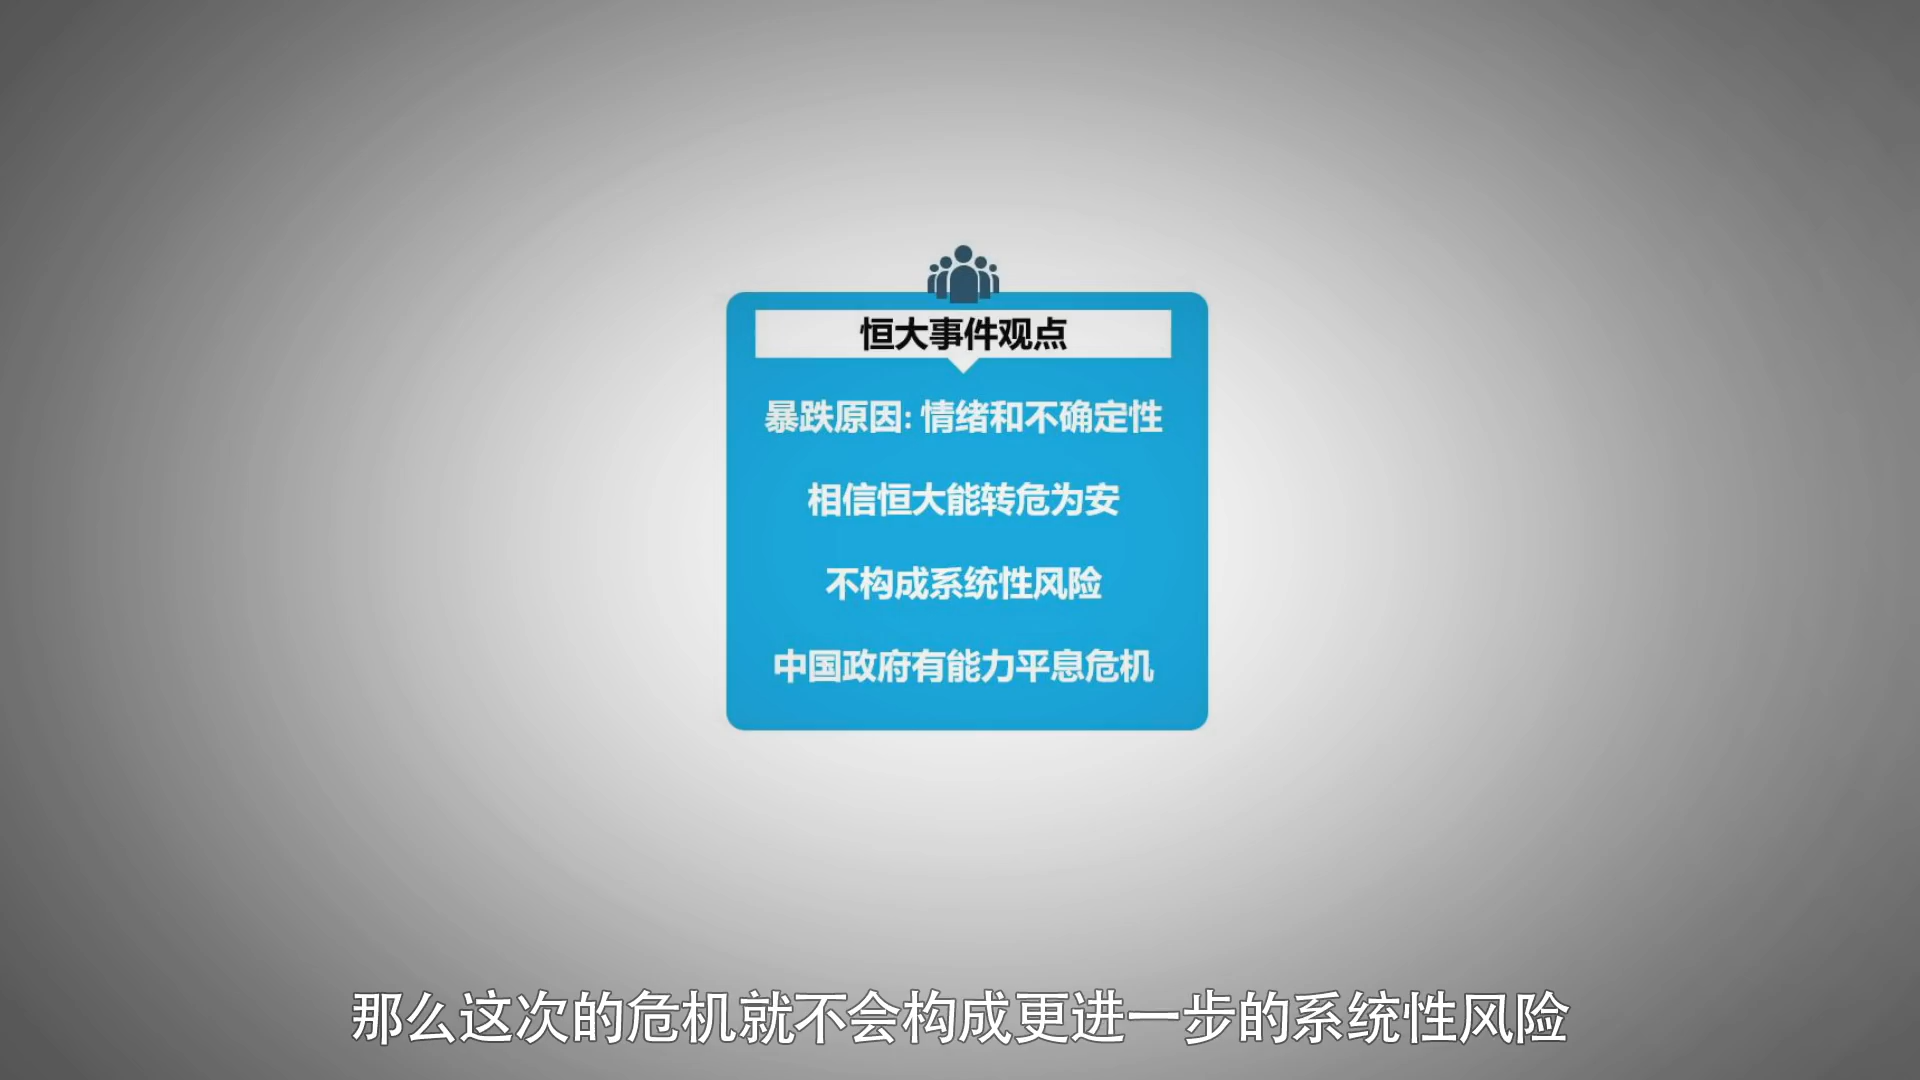 恒大事件观点
暴跌原因: 情绪和不确定性
相信恒大能转危为安
不构成系统性风险
中国政府有能力平息危机
那么这次的危机就不会构成更进一步的系统性风险